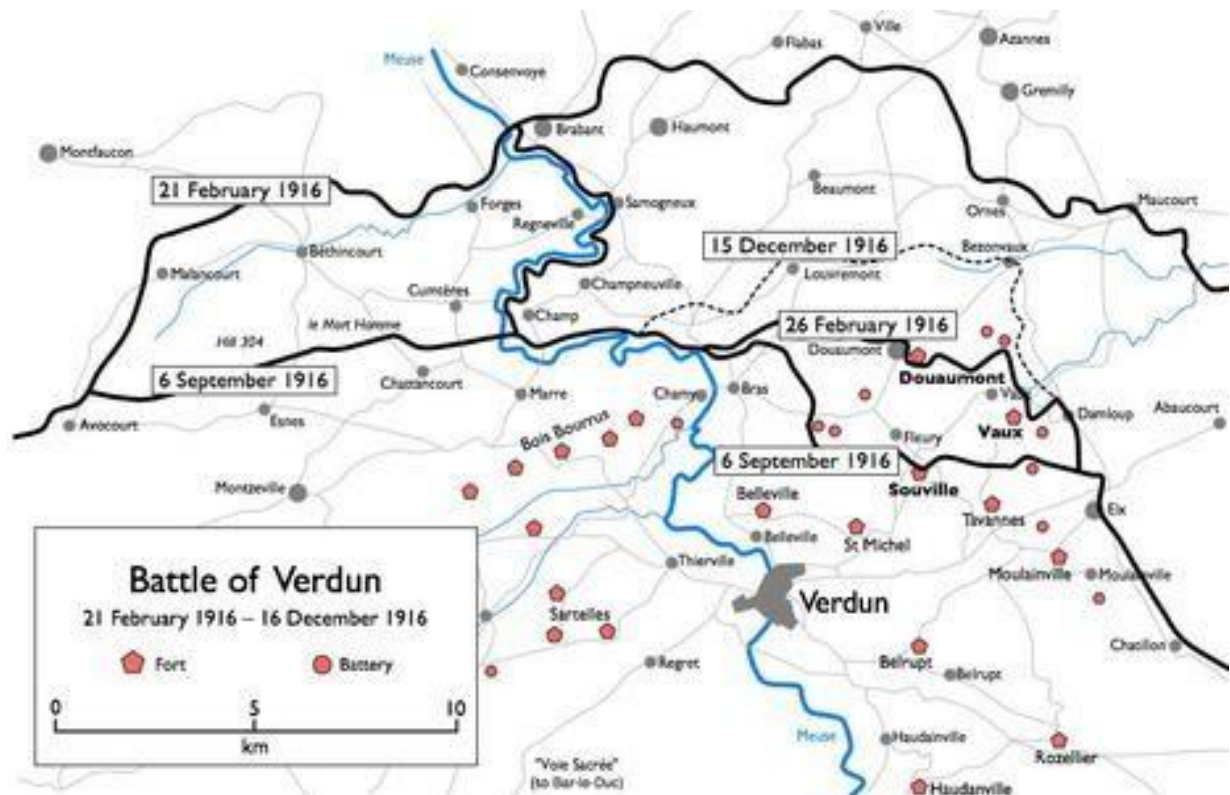 Ville
Flabas
Azannes
Meuse
Consenvoye
Gremilly
Brabant
Haumont
Montfaucon
21 February 1916
Beaumont
Forges
Samogneux
Ornes
Maucourt
Regneville
15 December 1916
Bezonvaux
Béthincourt
Malancourt
Louvremont
Champneuville
Cumières
Champ
le Mort Homme
26 February 1916
Hill 304
Douaumont
6 September 1916
Chattancourt
Douaumont
Marre
Charny
Bras
Damloup
Abaucourt
Avocourt
Esnes
Bois Bourrus
Fleury
Vaux
6 September 1916
Montzeville
Belleville
Souville
Tavannes
Eix
Belleville
St Michel
Thierville
Moulainville
Moulainville
Battle of Verdun
21 February 1916 – 16 December 1916
Fort
Battery
0
5
10
km
Sartelles
Verdun
Chatillon
Regret
Belrupt
Belrupt
Meuse
Haudainville
Rozellier
"Voie Sacrée"
(to Bar-le-Duc)
Haudanville